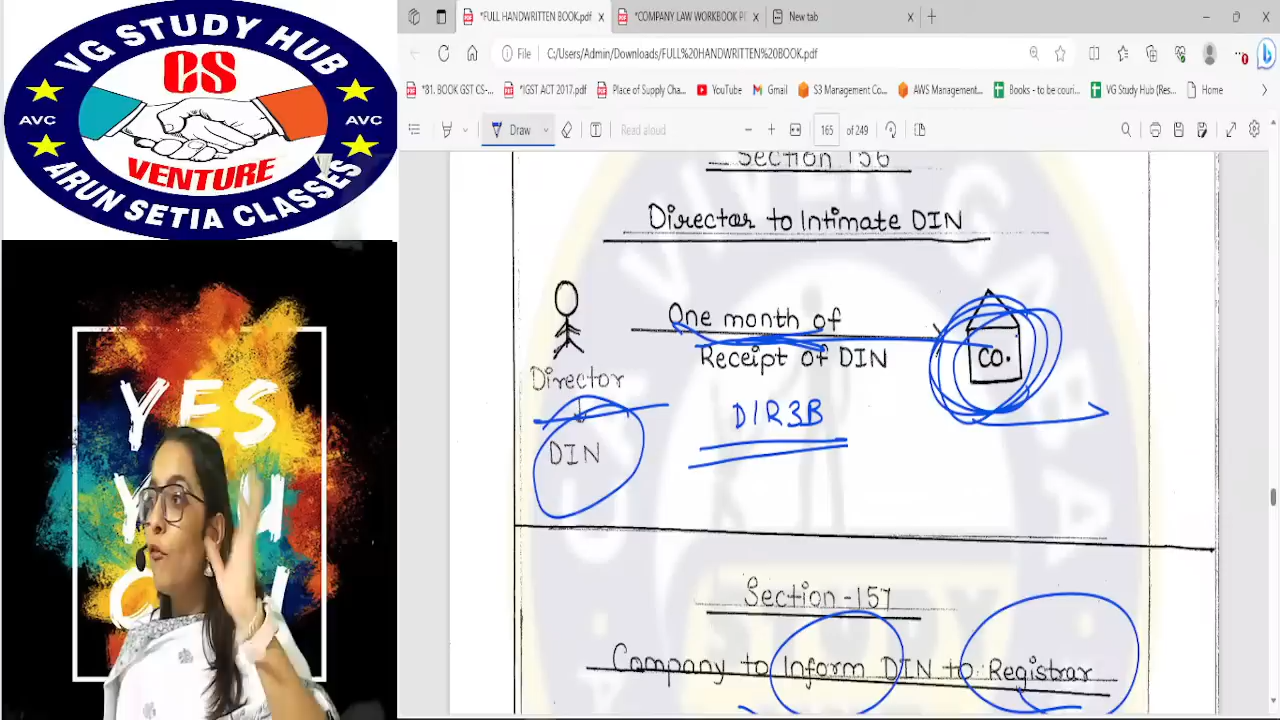 VG STUDY HUB
CS
AVC
AVC
VENTURE
ARUN SETIA CLASSES
YES
*FULL HANDWRITTEN BOOK.pdf
*COMPANY LAW WORKBOOK
New tab
File
C:/Users/Admin/Downloads/FULL%20HANDWRITTEN%20BOOK.pdf
*81. BOOK GST CS-...
*IGST ACT 2017.pdf
YouTube
Gmail
S3 Management Co...
AWS Management...
Books - to be couri...
VG Study Hub (Res...
Home
Draw
Read aloud
165
of 249
Section 156
Director to Intimate DIN
One month of
Receipt of DIN
CO.
Director
DIR3B
DIN
Section-157
Company to Inform DIN to Registrar